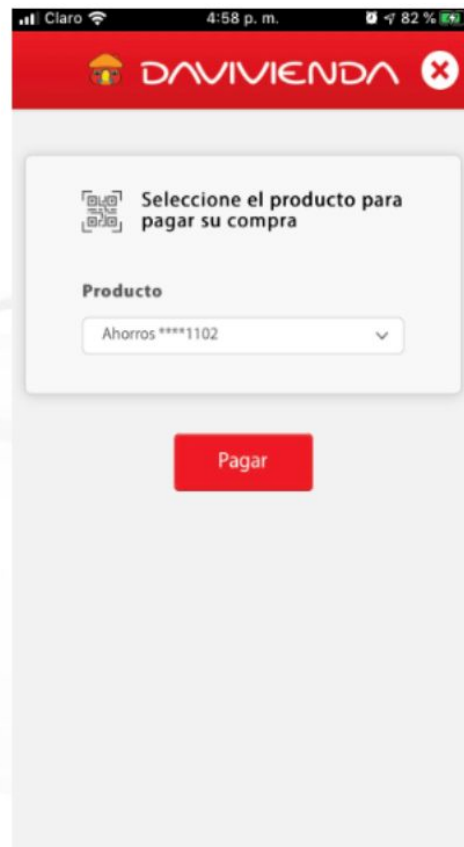 Claro 4:58 p. m. 82 %
DAVIVIENDA
Seleccione el producto para
pagar su compra
Producto
Ahorros ****1102
Pagar